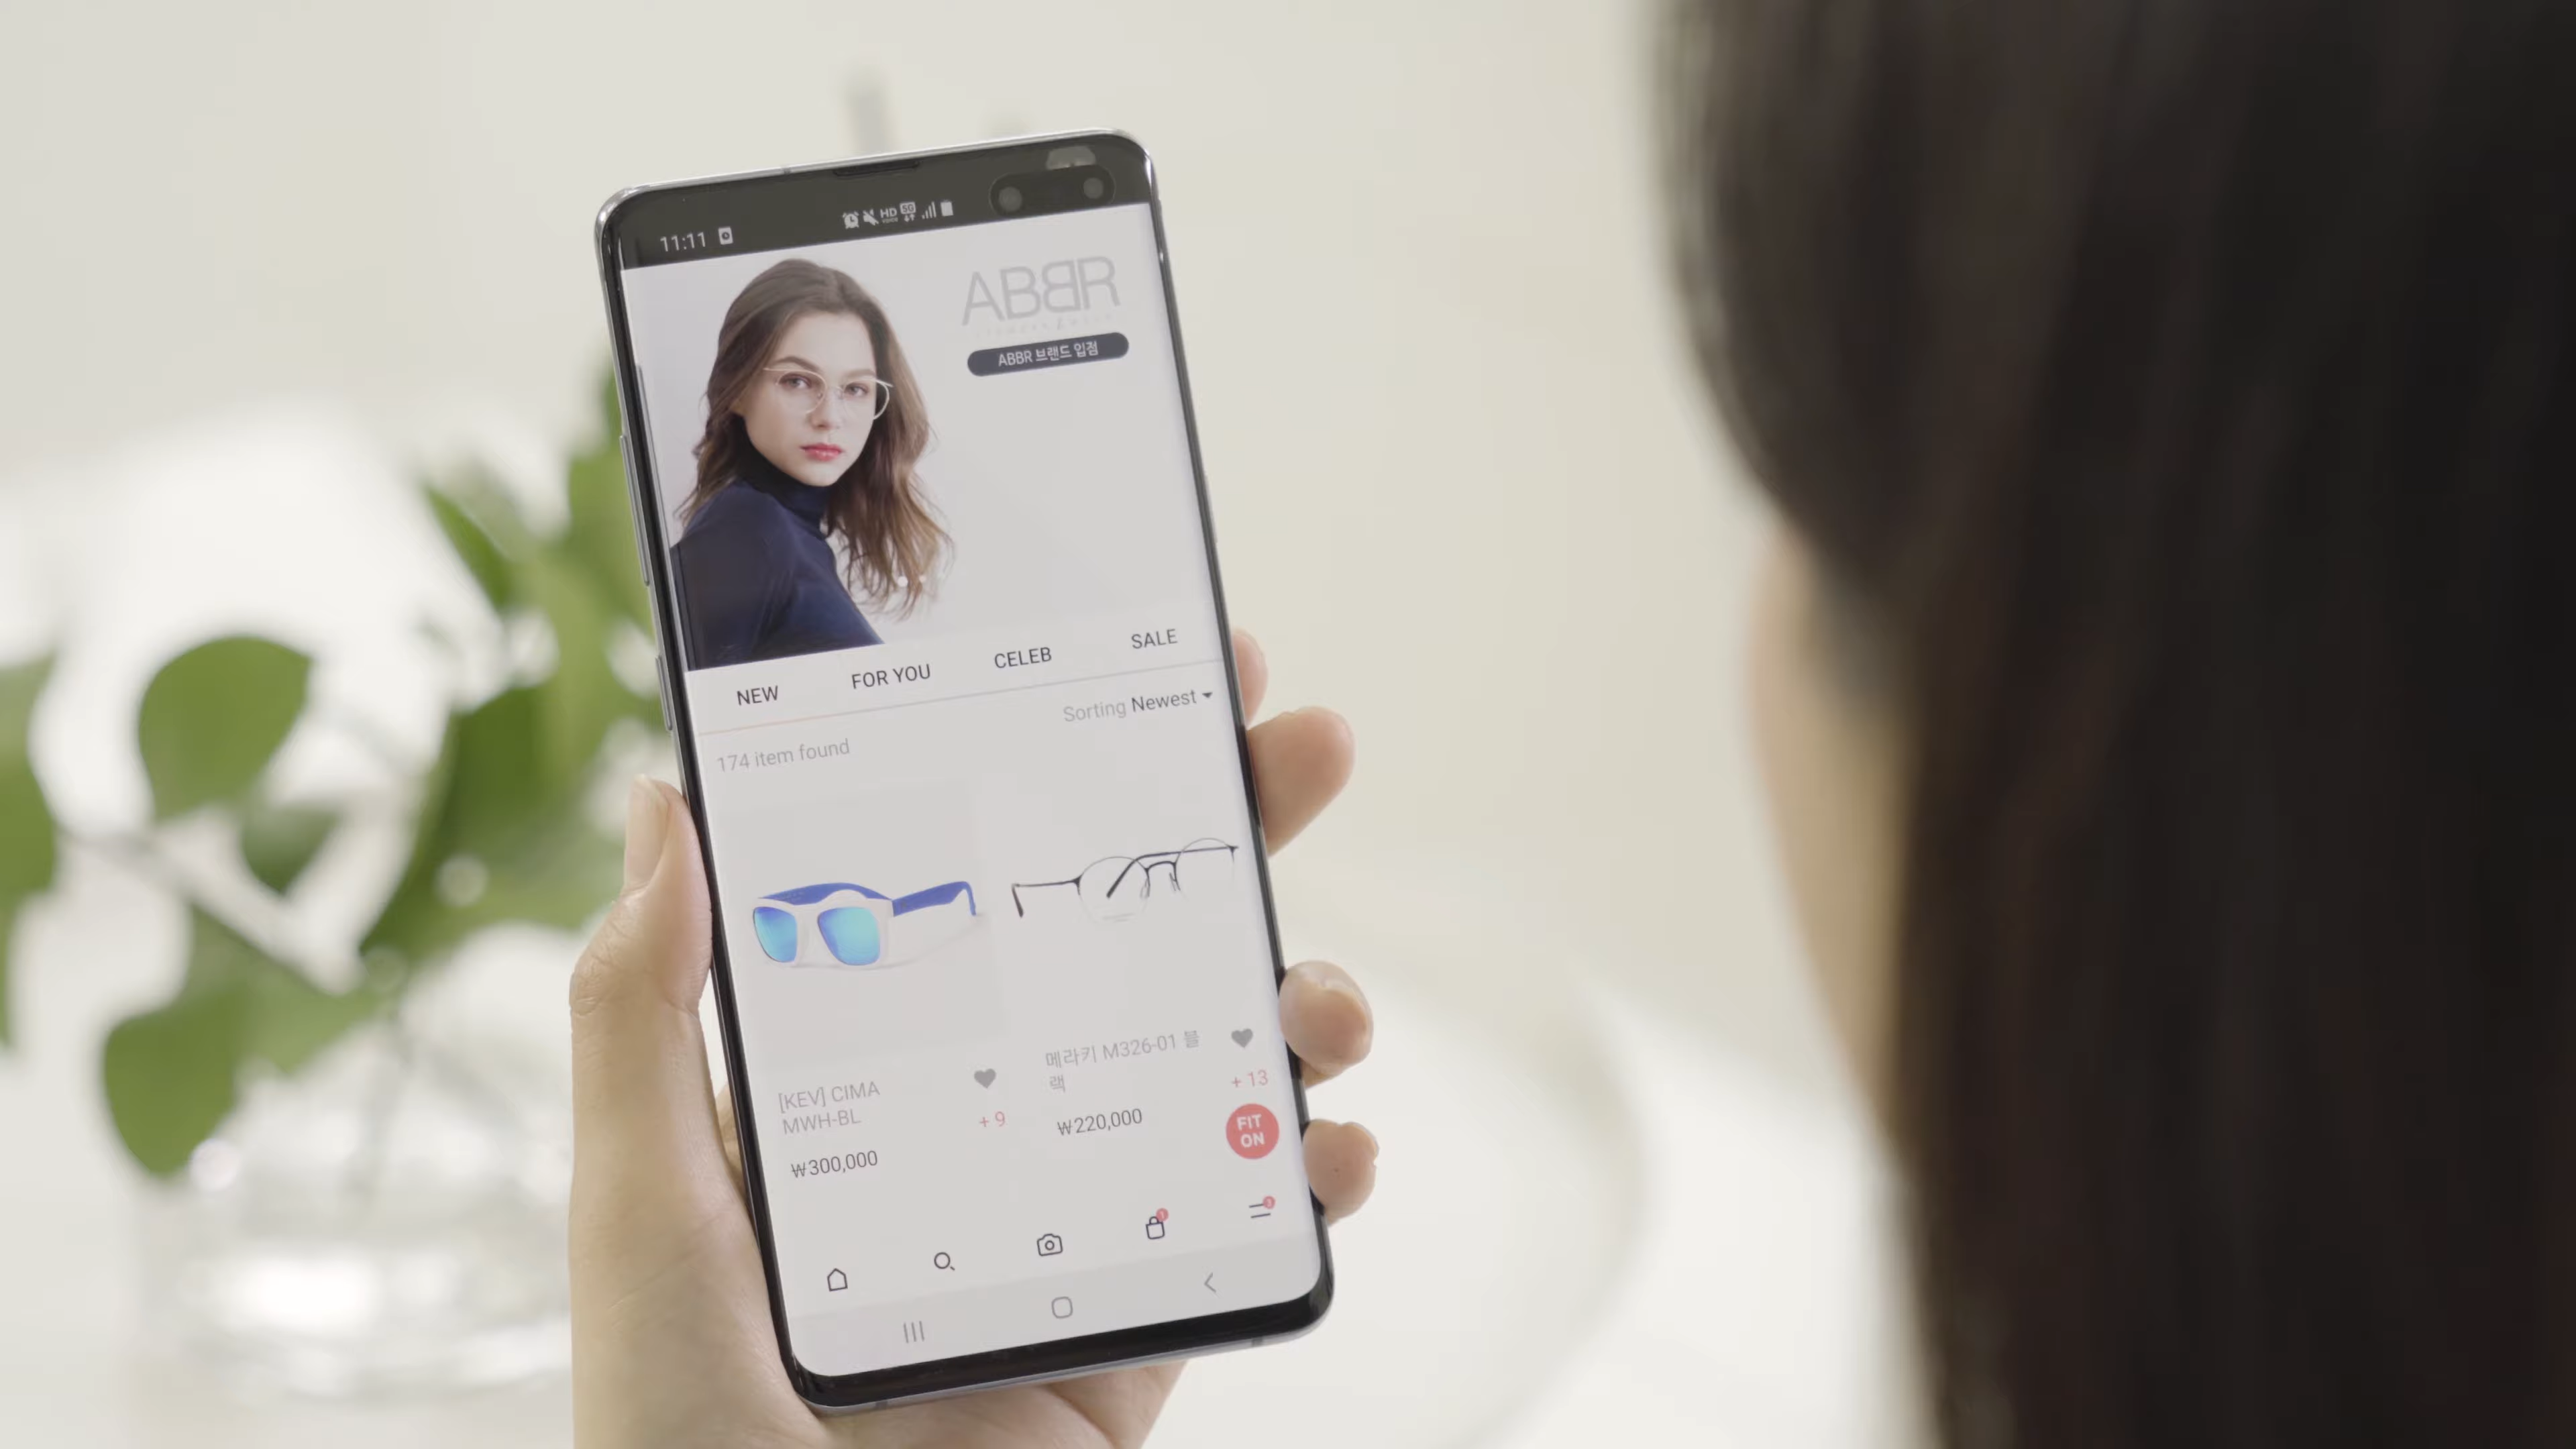 11:11
HD
5G
ABBR
ABBR 브랜드 입점
NEW FOR YOU CELEB SALE
Sorting Newest
174 item found
[KEV] CIMA
MWH-BL
+ 9
₩300,000
메라키 M326-01 블
랙
+ 13
₩220,000
FIT
ON